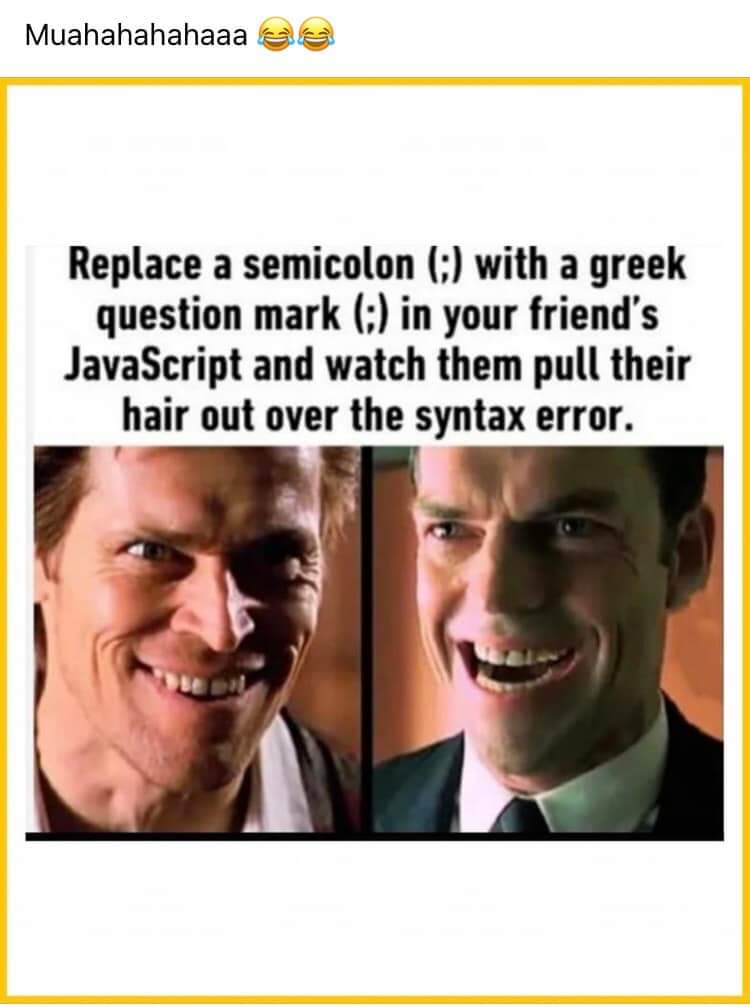 Muahahahahaaa 😂😂
Replace a semicolon (;) with a greek
question mark (;) in your friend's
JavaScript and watch them pull their
hair out over the syntax error.